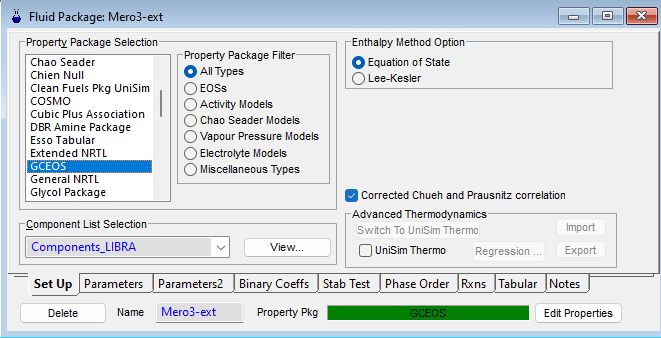 Fluid Package: Mero3-ext
Property Package Selection
Chao Seader
Chien Null
Clean Fuels Pkg UniSim
COSMO
Cubic Plus Association
DBR Amine Package
Esso Tabular
Extended NRTL
GCEOS
General NRTL
Glycol Package
Property Package Filter
All Types
EOSs
Activity Models
Chao Seader Models
Vapour Pressure Models
Electrolyte Models
Miscellaneous Types
Enthalpy Method Option
Equation of State
Lee-Kesler
Corrected Chueh and Prausnitz correlation
Component List Selection
Components_LIBRA
View...
Advanced Thermodynamics
Switch To UniSim Thermo
Import
UniSim Thermo
Regression ...
Export
Set Up Parameters Parameters2 Binary Coeffs Stab Test Phase Order Rxns Tabular Notes
Delete Name Mero3-ext Property Pkg GCEOS Edit Properties